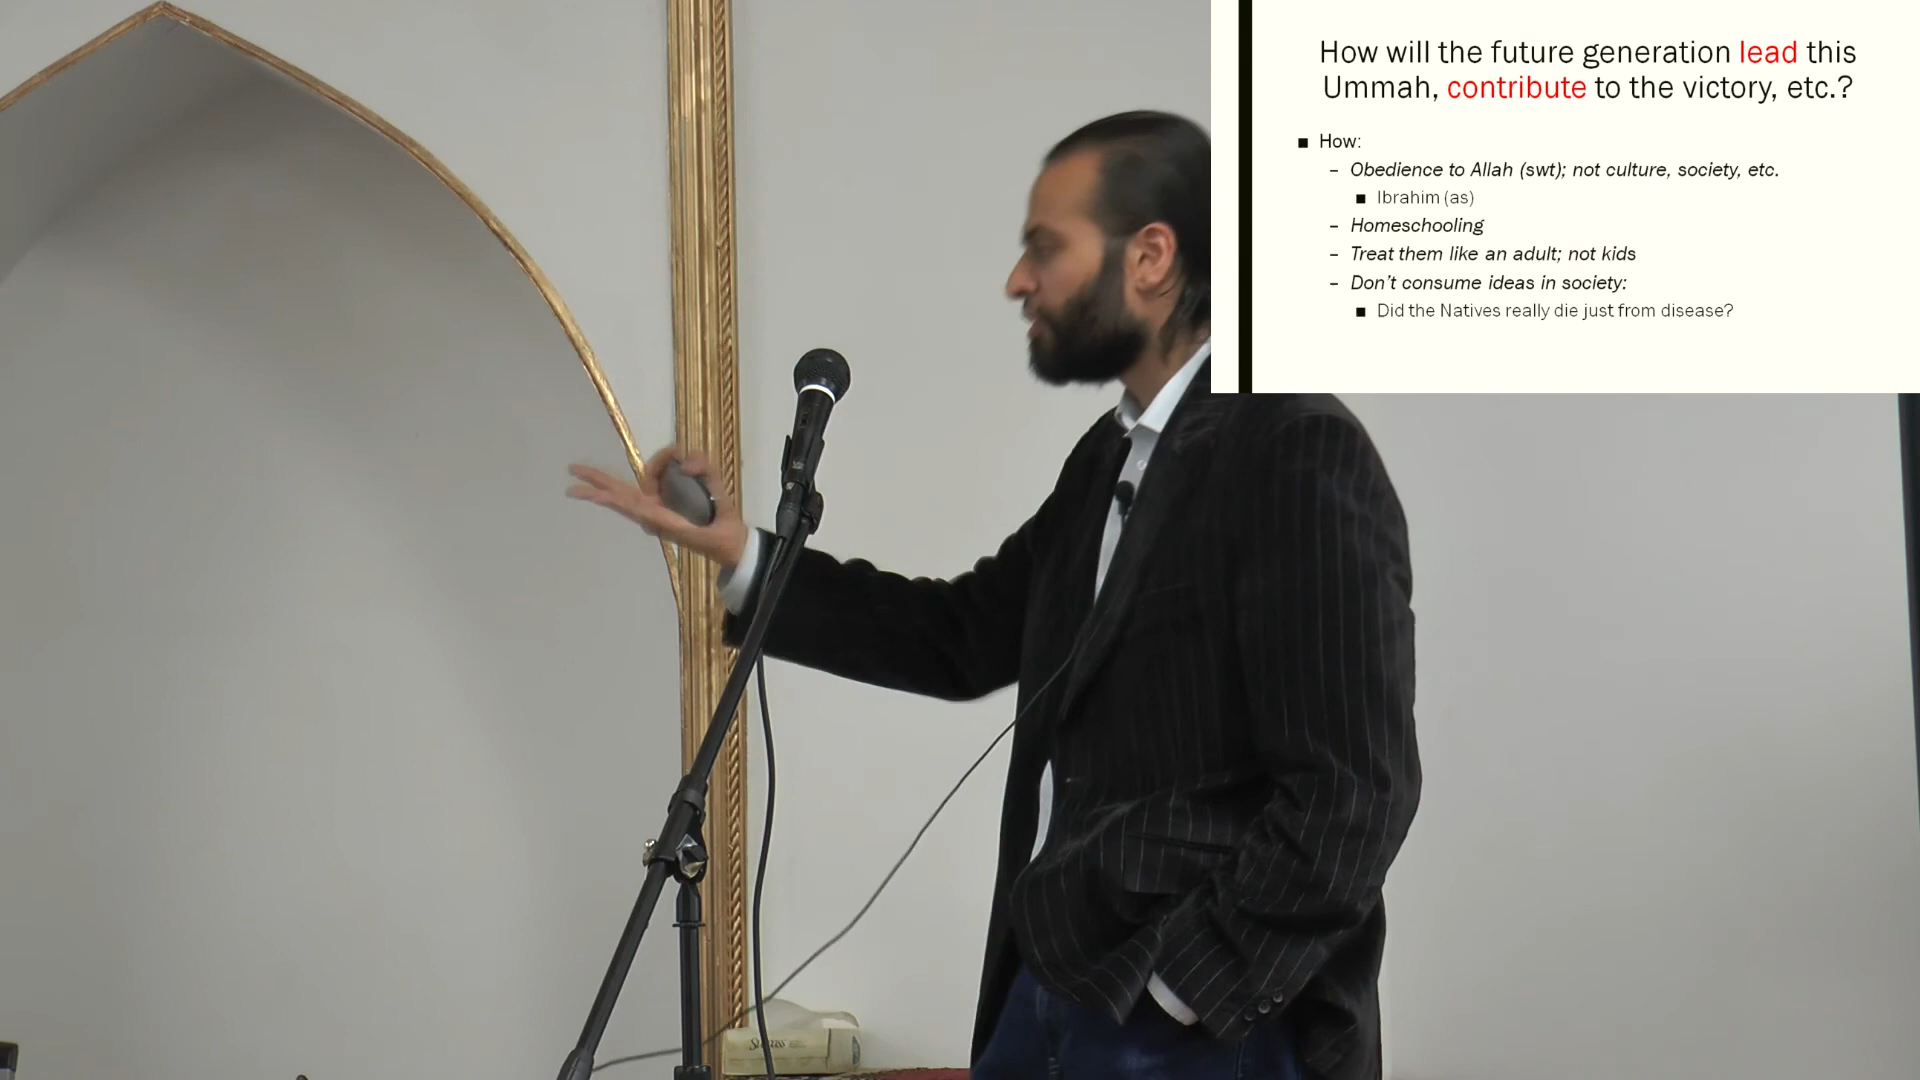 How will the future generation lead this
Ummah, contribute to the victory, etc.?
■ How:
– Obedience to Allah (swt); not culture, society, etc.
■ Ibrahim (as)
– Homeschooling
– Treat them like an adult; not kids
– Don't consume ideas in society:
■ Did the Natives really die just from disease?